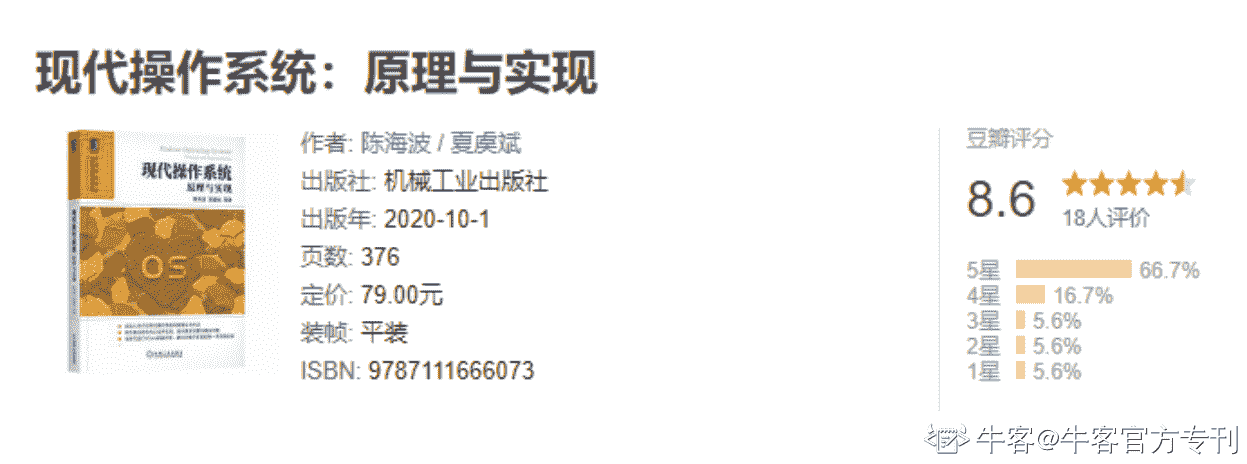 现代操作系统：原理与实现
现代操作系统
原理与实现
OS
作者: 陈海波 / 夏虞斌
出版社: 机械工业出版社
出版年: 2020-10-1
页数: 376
定价: 79.00元
装帧: 平装
ISBN: 9787111666073
豆瓣评分
8.6
18人评价
5星 66.7%
4星 16.7%
3星 5.6%
2星 5.6%
1星 5.6%
牛客@牛客官方专刊